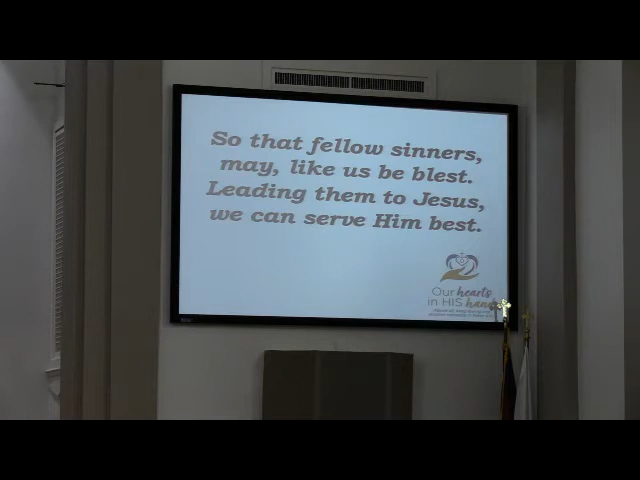 So that fellow sinners,
may, like us be blest.
Leading them to Jesus,
we can serve Him best.
Our hearts
in HIS